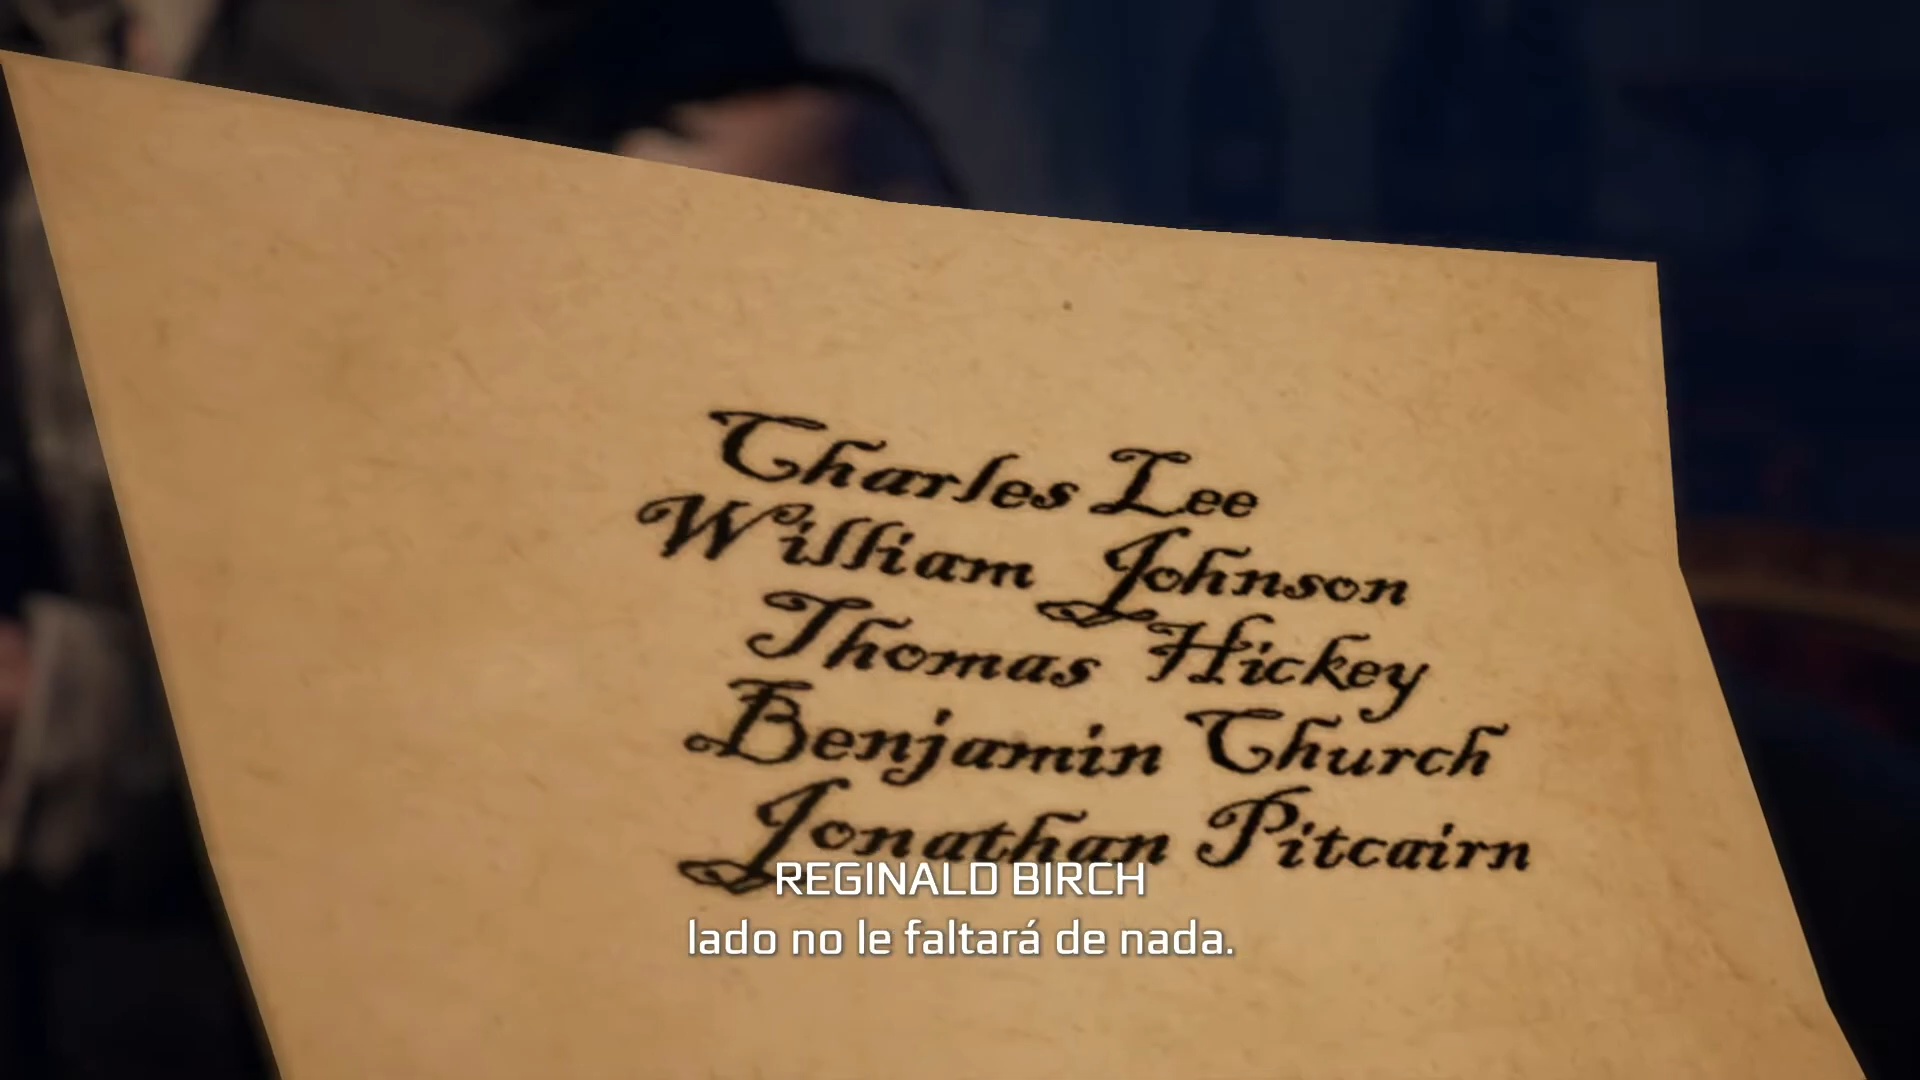 Charles Lee
William Johnson
Thomas Hickey
Benjamin Church
Jonathan Pitcairn
REGINALD BIRCH
lado no le faltará de nada.